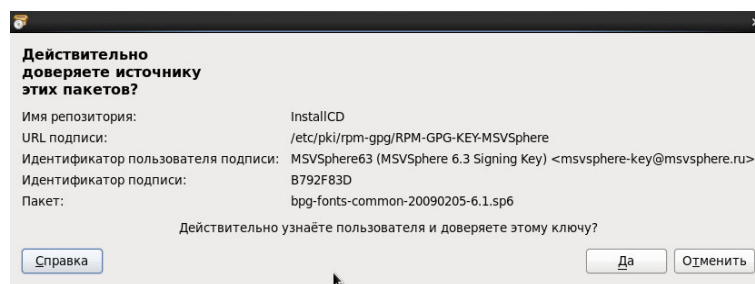 Действительно
доверяете источнику
этих пакетов?
Имя репозитория: InstallCD
URL подписи: /etc/pki/rpm-gpg/RPM-GPG-KEY-MSVSphere
Идентификатор пользователя подписи: MSVSphere63 (MSVSphere 6.3 Signing Key) <msvsphere-key@msvsphere.ru>
Идентификатор подписи: B792F83D
Пакет: bpg-fonts-common-20090205-6.1.sp6
Действительно узнаёте пользователя и доверяете этому ключу?
Справка Да Отменить